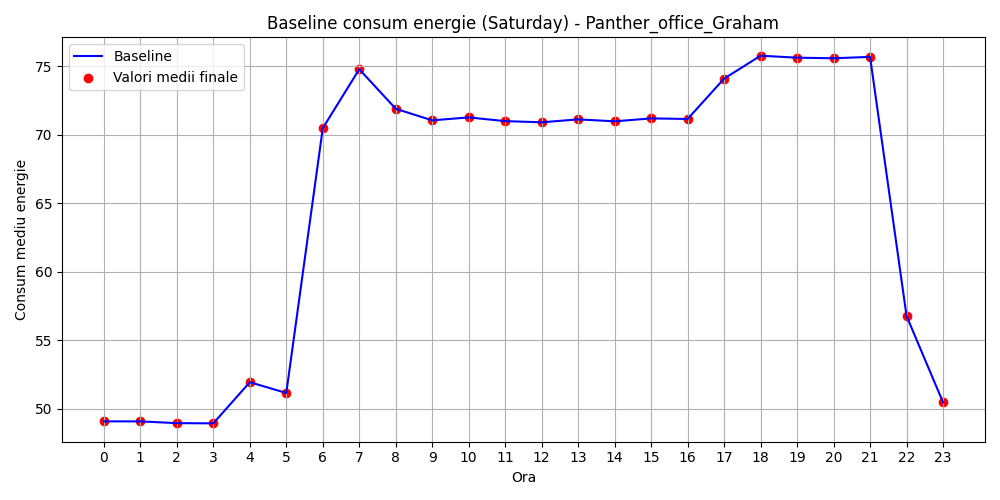 Baseline consum energie (Saturday) - Panther_office_Graham
Baseline
Valori medii finale
Consum mediu energie
75
70
65
60
55
50
0 1 2 3 4 5 6 7 8 9 10 11 12 13 14 15 16 17 18 19 20 21 22 23
Ora